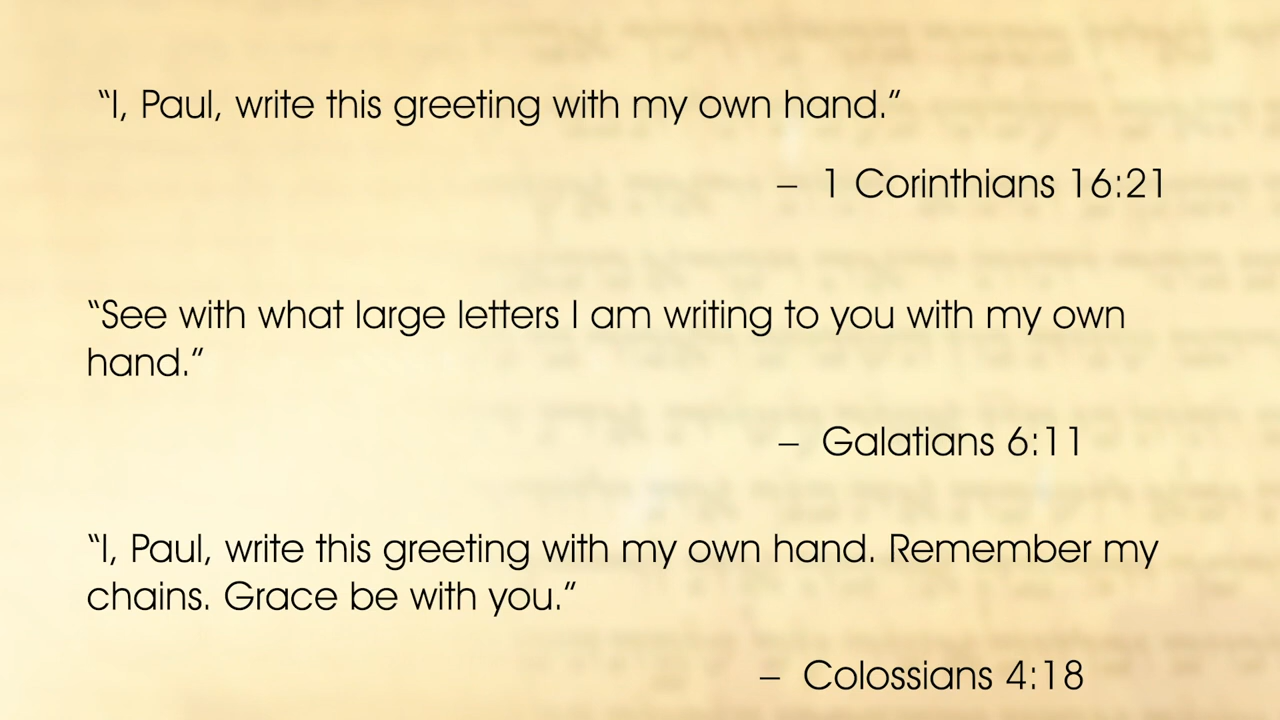 “I, Paul, write this greeting with my own hand.”
– 1 Corinthians 16:21
“See with what large letters I am writing to you with my own
hand.”
– Galatians 6:11
“I, Paul, write this greeting with my own hand. Remember my
chains. Grace be with you.”
– Colossians 4:18